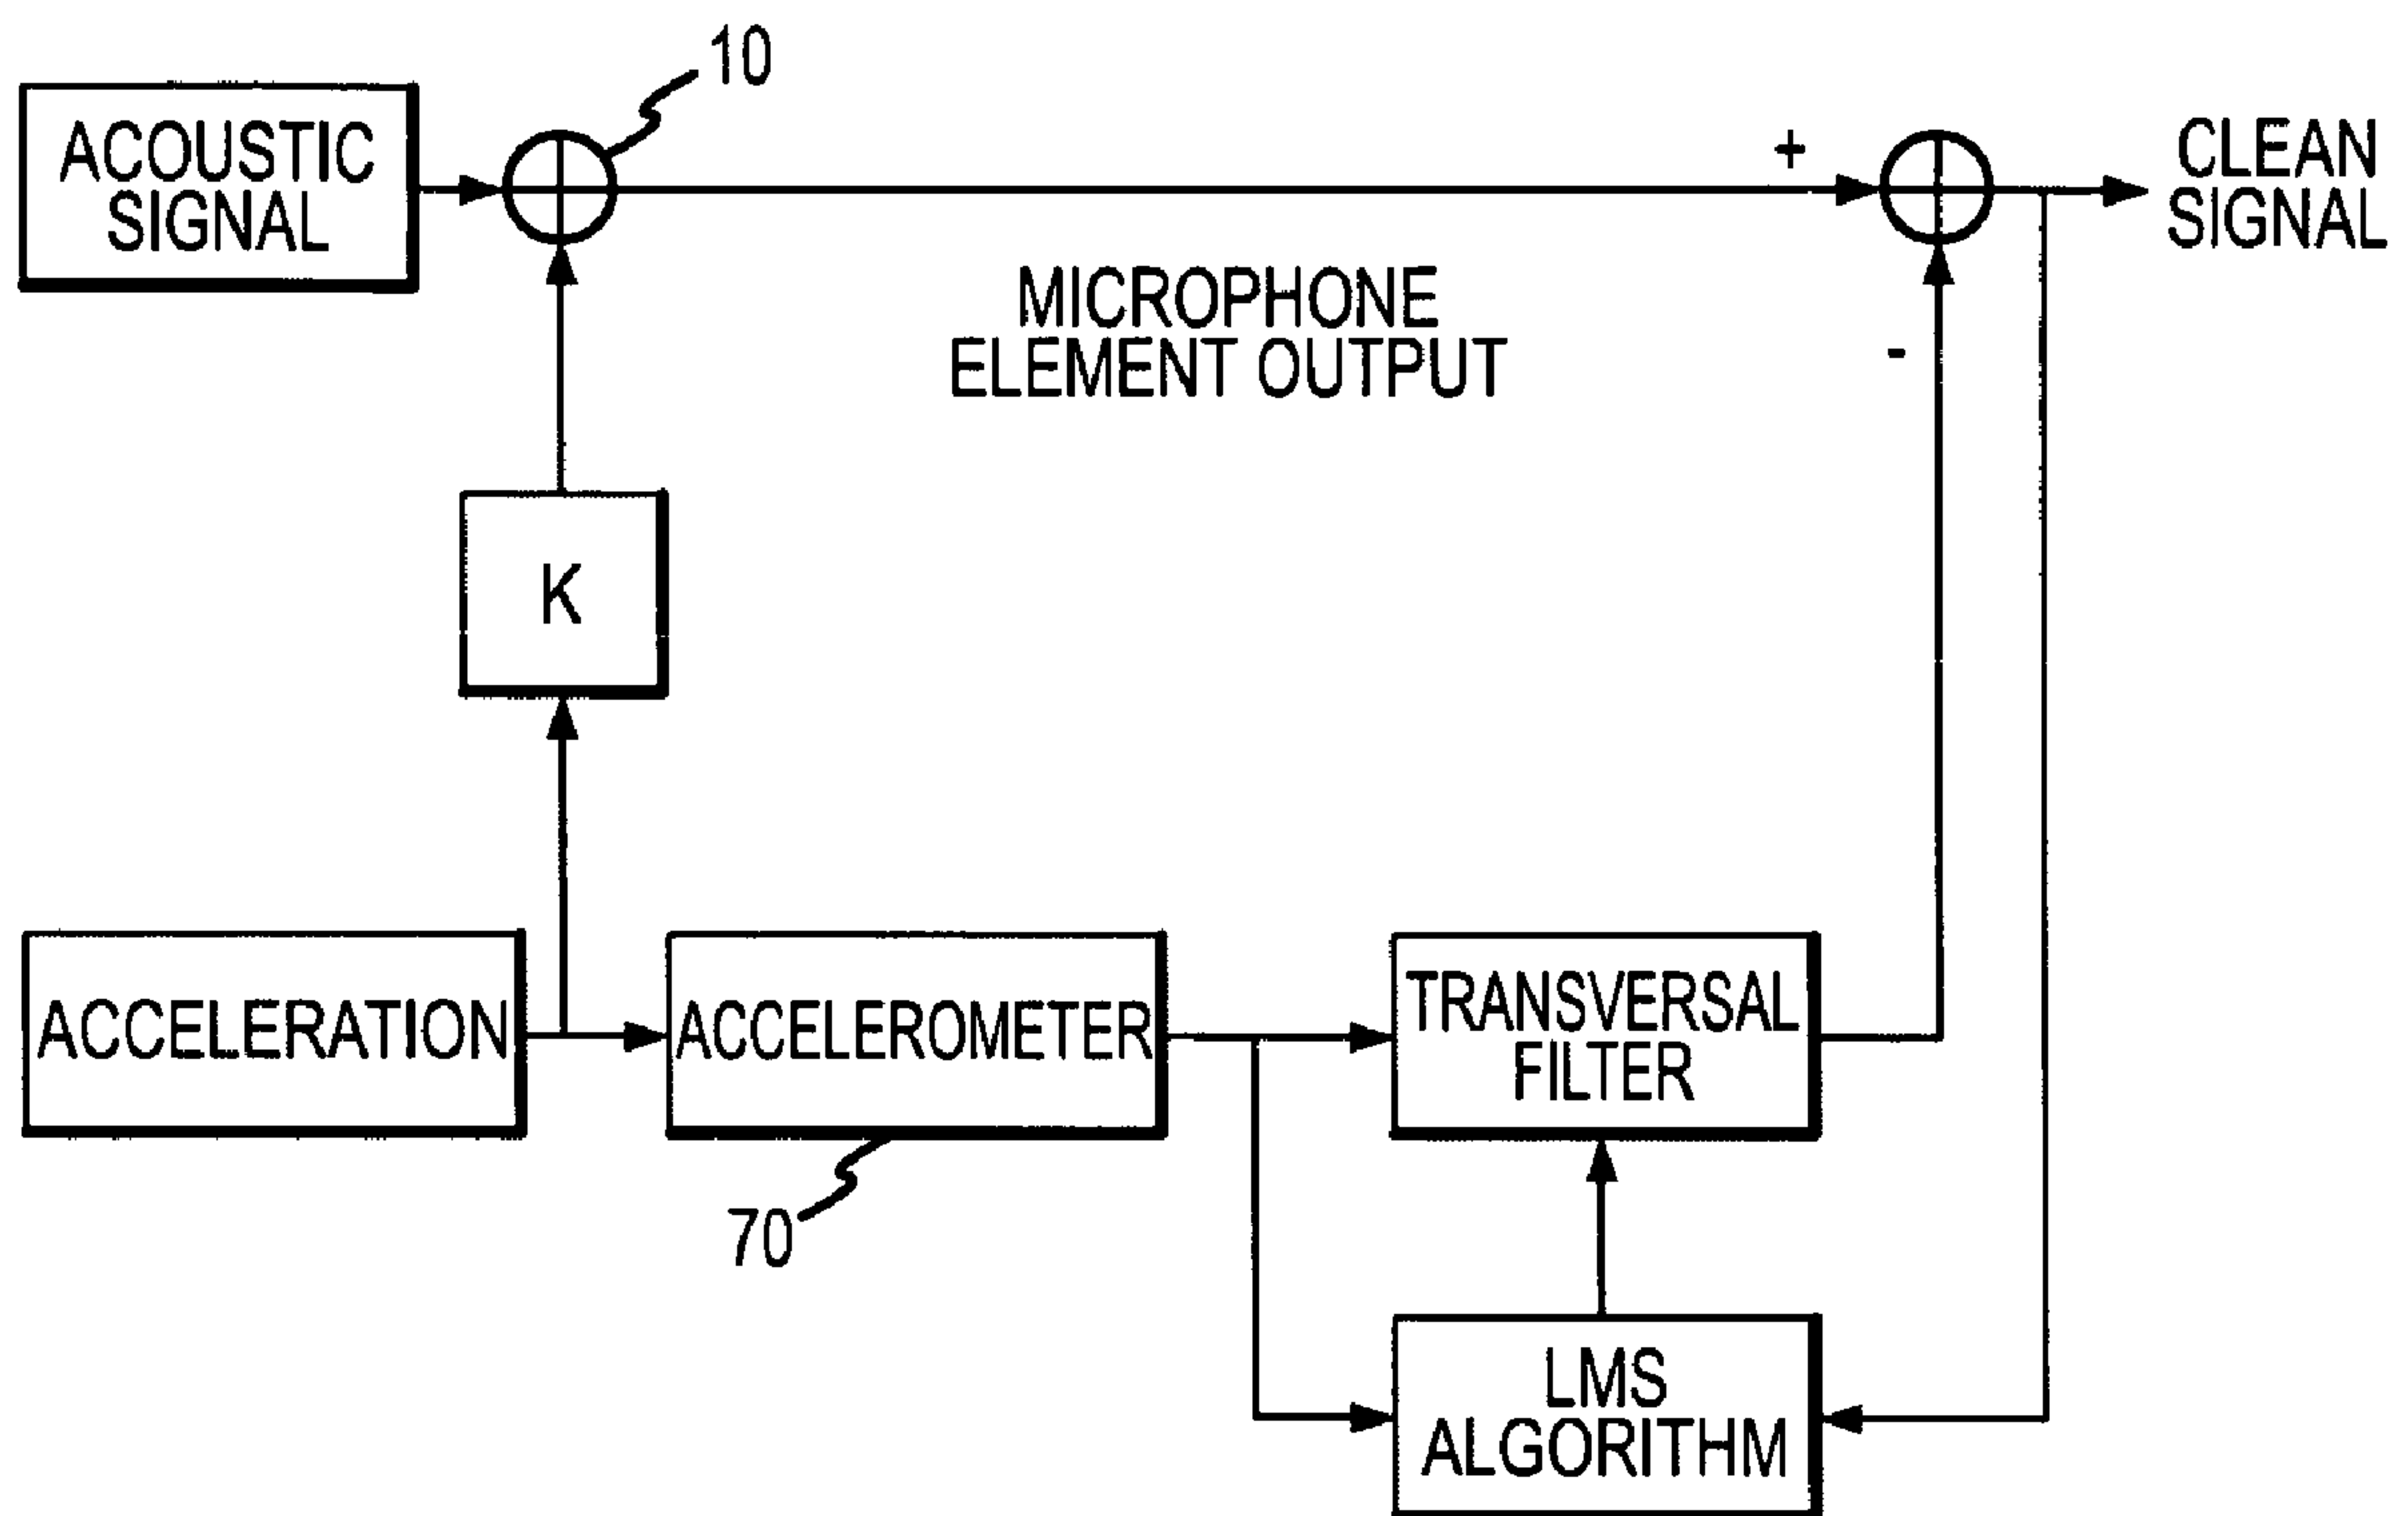 10
ACOUSTIC
SIGNAL
+
CLEAN
SIGNAL
MICROPHONE
ELEMENT OUTPUT
-
K
ACCELERATION
ACCELEROMETER
TRANSVERSAL
FILTER
70
LMS
ALGORITHM